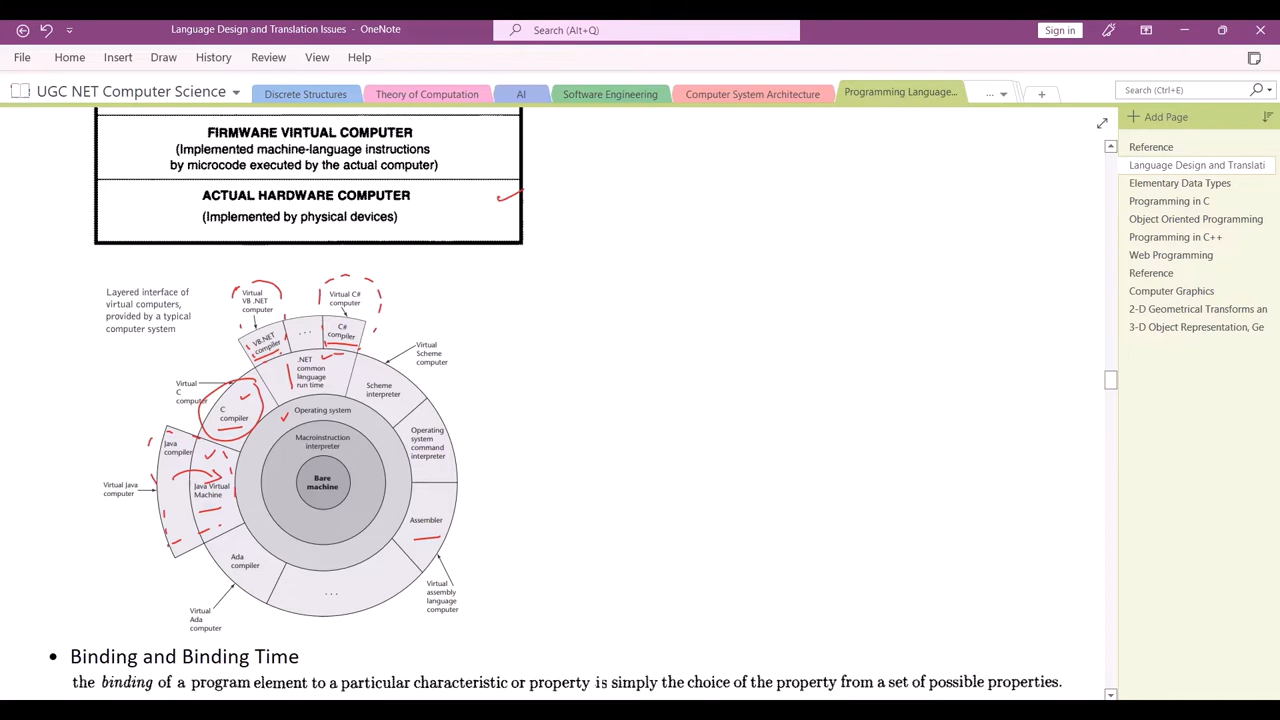 Language Design and Translation Issues - OneNote
Search (Alt+Q)
Sign in
File Home Insert Draw History Review View Help
UGC NET Computer Science
Discrete Structures
Theory of Computation
AI
Software Engineering
Computer System Architecture
Programming Language...
...
Search (Ctrl+E)
Add Page
Reference
Language Design and Translati
Elementary Data Types
Programming in C
Object Oriented Programming
Programming in C++
Web Programming
Reference
Computer Graphics
2-D Geometrical Transforms an
3-D Object Representation, Ge
FIRMWARE VIRTUAL COMPUTER
(Implemented machine-language instructions
by microcode executed by the actual computer)
ACTUAL HARDWARE COMPUTER
(Implemented by physical devices)
Layered interface of
virtual computers,
provided by a typical
computer system
Virtual
VB .NET
computer
Virtual C#
computer
VB.NET
compiler
. . .
C#
compiler
.NET
common
language
run time
Virtual
Scheme
computer
Scheme
interpreter
Virtual
C
computer
C
compiler
Operating system
Operating
system
command
interpreter
Macroinstruction
interpreter
Bare
machine
Java
compiler
Java Virtual
Machine
Virtual Java
computer
Assembler
Ada
compiler
. . .
Virtual
Ada
computer
Virtual
assembly
language
computer
• Binding and Binding Time
the binding of a program element to a particular characteristic or property is simply the choice of the property from a set of possible properties.